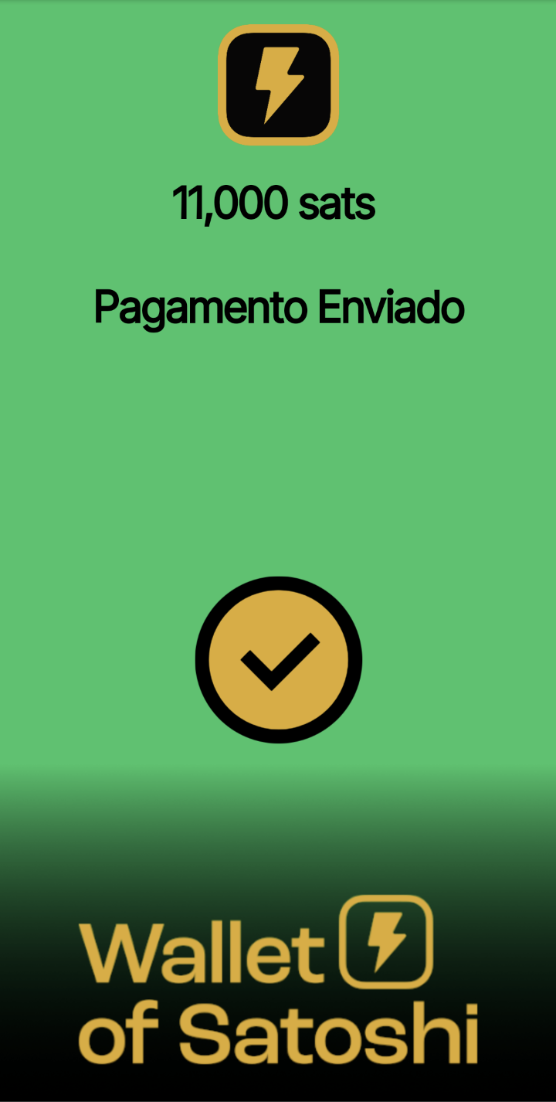 11,000 sats
Pagamento Enviado
Wallet
of Satoshi